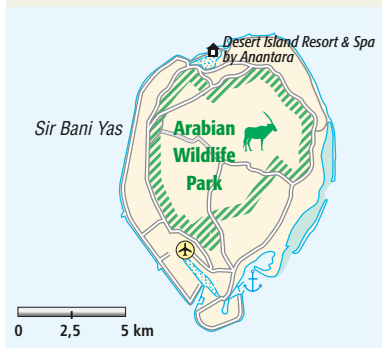 Desert Island Resort & Spa
by Anantara
Sir Bani Yas
Arabian
Wildlife
Park
0 2,5 5 km